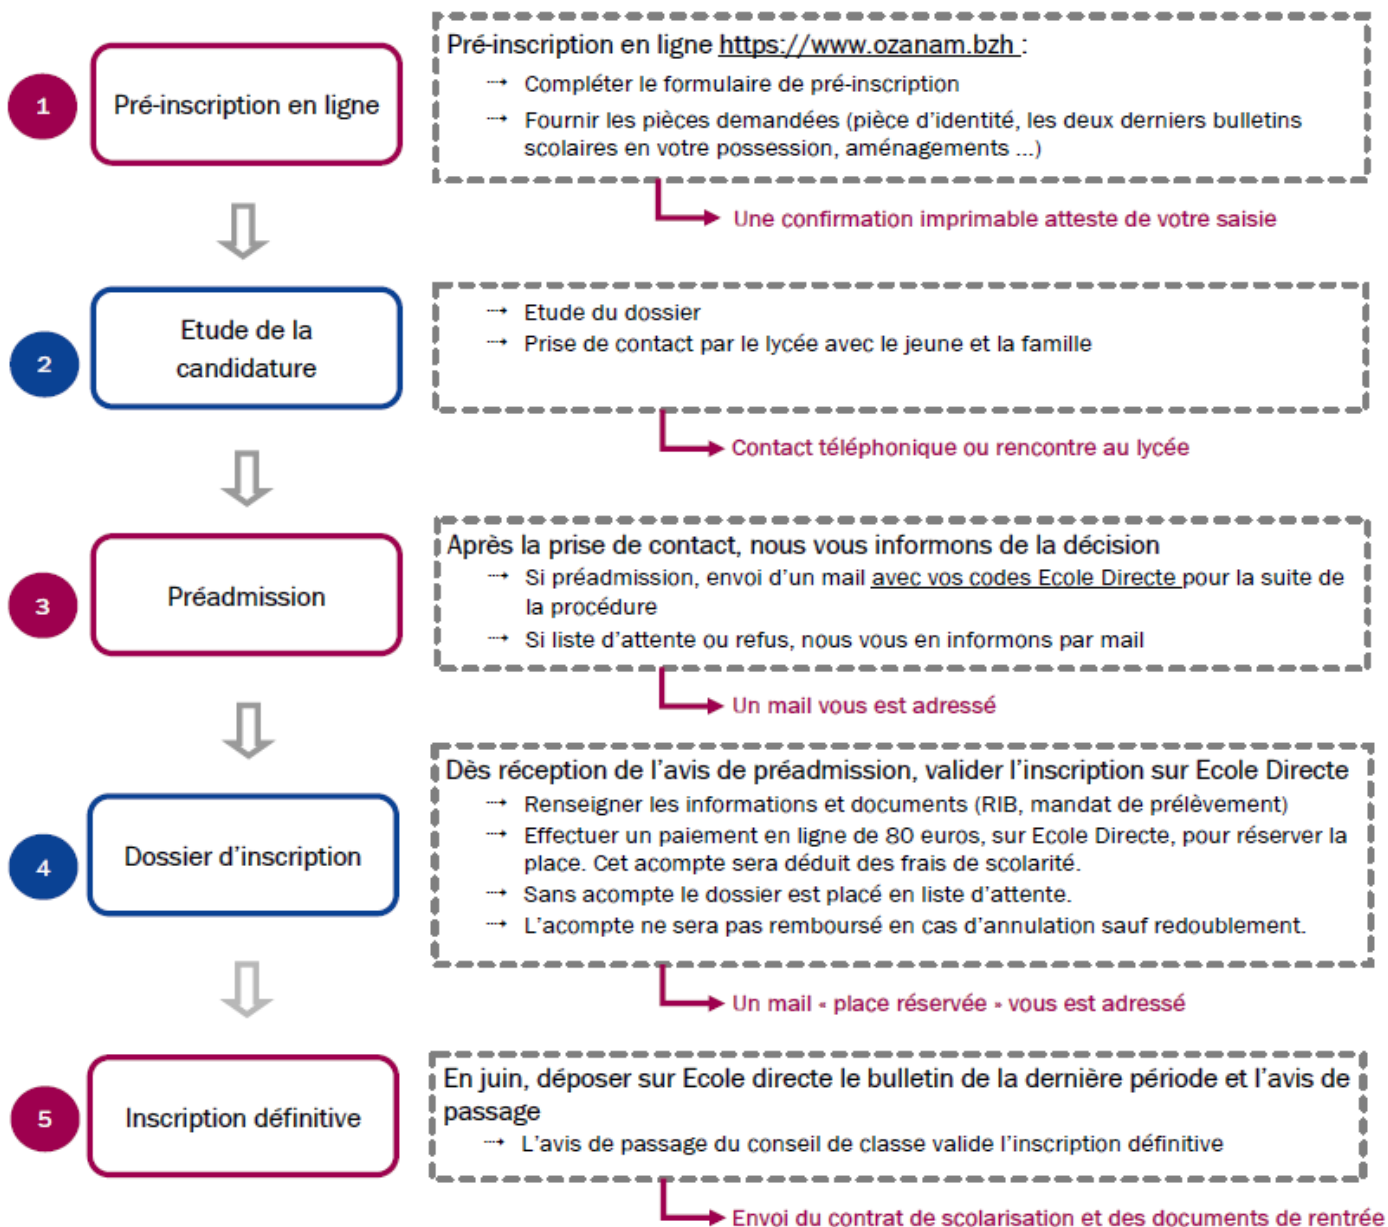 1
Pré-inscription en ligne
Pré-inscription en ligne https://www.ozanam.bzh :
Compléter le formulaire de pré-inscription
Fournir les pièces demandées (pièce d'identité, les deux derniers bulletins
scolaires en votre possession, aménagements ...)
Une confirmation imprimable atteste de votre saisie
2
Etude de la
candidature
Etude du dossier
Prise de contact par le lycée avec le jeune et la famille
Contact téléphonique ou rencontre au lycée
3
Préadmission
Après la prise de contact, nous vous informons de la décision
Si préadmission, envoi d'un mail avec vos codes Ecole Directe pour la suite de
la procédure
Si liste d'attente ou refus, nous vous en informons par mail
Un mail vous est adressé
4
Dossier d'inscription
Dès réception de l'avis de préadmission, valider l'inscription sur Ecole Directe
Renseigner les informations et documents (RIB, mandat de prélèvement)
Effectuer un paiement en ligne de 80 euros, sur Ecole Directe, pour réserver la
place. Cet acompte sera déduit des frais de scolarité.
Sans acompte le dossier est placé en liste d'attente.
L'acompte ne sera pas remboursé en cas d'annulation sauf redoublement.
Un mail « place réservée » vous est adressé
5
Inscription définitive
En juin, déposer sur Ecole directe le bulletin de la dernière période et l'avis de
passage
L'avis de passage du conseil de classe valide l'inscription définitive
Envoi du contrat de scolarisation et des documents de rentrée